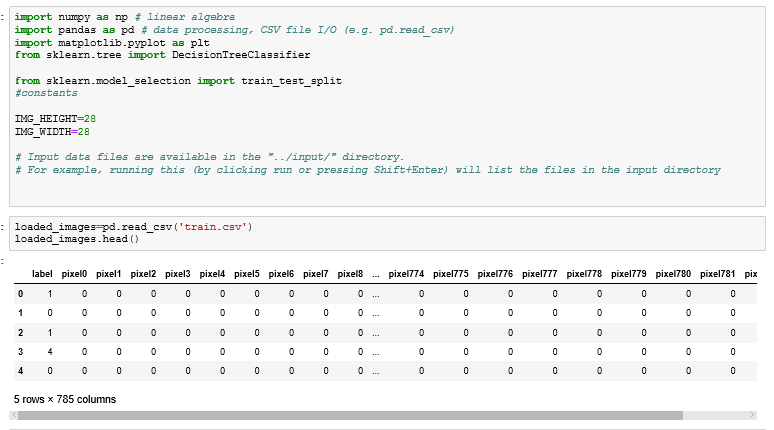 import numpy as np # linear algebra
import pandas as pd # data processing, CSV file I/O (e.g. pd.read_csv)
import matplotlib.pyplot as plt
from sklearn.tree import DecisionTreeClassifier
from sklearn.model_selection import train_test_split
#constants
IMG_HEIGHT=28
IMG_WIDTH=28
# Input data files are available in the "../input/" directory.
# For example, running this (by clicking run or pressing Shift+Enter) will list the files in the input directory
loaded_images=pd.read_csv('train.csv')
loaded_images.head()
label pixel0 pixel1 pixel2 pixel3 pixel4 pixel5 pixel6 pixel7 pixel8 ... pixel774 pixel775 pixel776 pixel777 pixel778 pixel779 pixel780 pixel781 pix
0 1 0 0 0 0 0 0 0 0 0 ... 0 0 0 0 0 0 0 0
1 0 0 0 0 0 0 0 0 0 0 ... 0 0 0 0 0 0 0 0
2 1 0 0 0 0 0 0 0 0 0 ... 0 0 0 0 0 0 0 0
3 4 0 0 0 0 0 0 0 0 0 ... 0 0 0 0 0 0 0 0
4 0 0 0 0 0 0 0 0 0 0 ... 0 0 0 0 0 0 0 0
5 rows × 785 columns